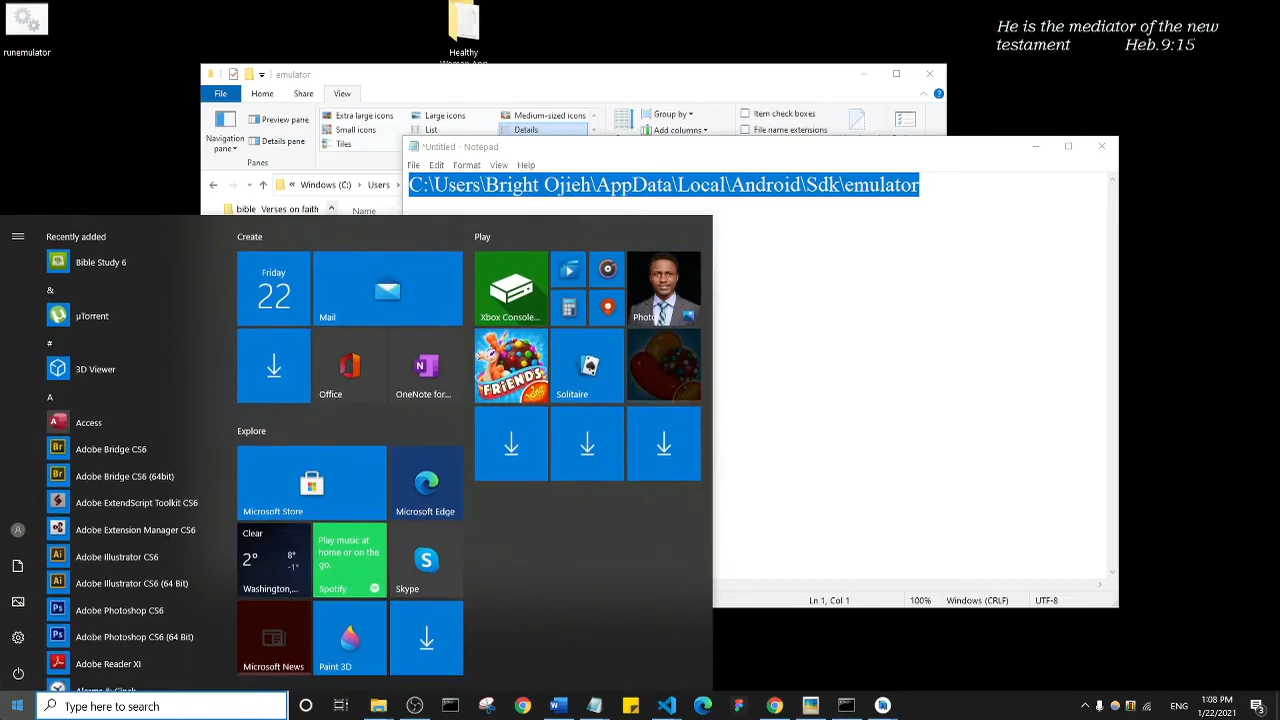 runemulator
Healthy
Woman App
He is the mediator of the new
testament Heb.9:15
emulator
File Home Share View
Navigation
pane
Preview pane
Details pane
Panes
Extra large icons Large icons Medium-sized icons
Small icons List Details
Tiles
Group by
Add columns
Item check boxes
File name extensions
« Windows (C:) › Users ›
bible Verses on faith
Name
*Untitled - Notepad
File Edit Format View Help
C:\Users\Bright Ojieh\AppData\Local\Android\Sdk\emulator
Ln 1, Col 1 100% Windows (CRLF) UTF-8
Recently added
Bible Study 6
&
µTorrent
#
3D Viewer
A
Access
Adobe Bridge CS6
Adobe Bridge CS6 (64bit)
Adobe ExtendScript Toolkit CS6
Adobe Extension Manager CS6
Adobe Illustrator CS6
Adobe Illustrator CS6 (64 Bit)
Adobe Photoshop CS6
Adobe Photoshop CS6 (64 Bit)
Adobe Reader XI
Alarms & Clock
Create
Friday
22
Mail
Office
OneNote for...
Explore
Microsoft Store
Microsoft Edge
Clear
2° 8°
-1°
Washington,...
Play music at
home or on the
go.
Spotify
Skype
Microsoft News
Paint 3D
Play
Xbox Console...
Photos
FRIENDS
Solitaire
Type here to search
ENG
1:08 PM
1/22/2021